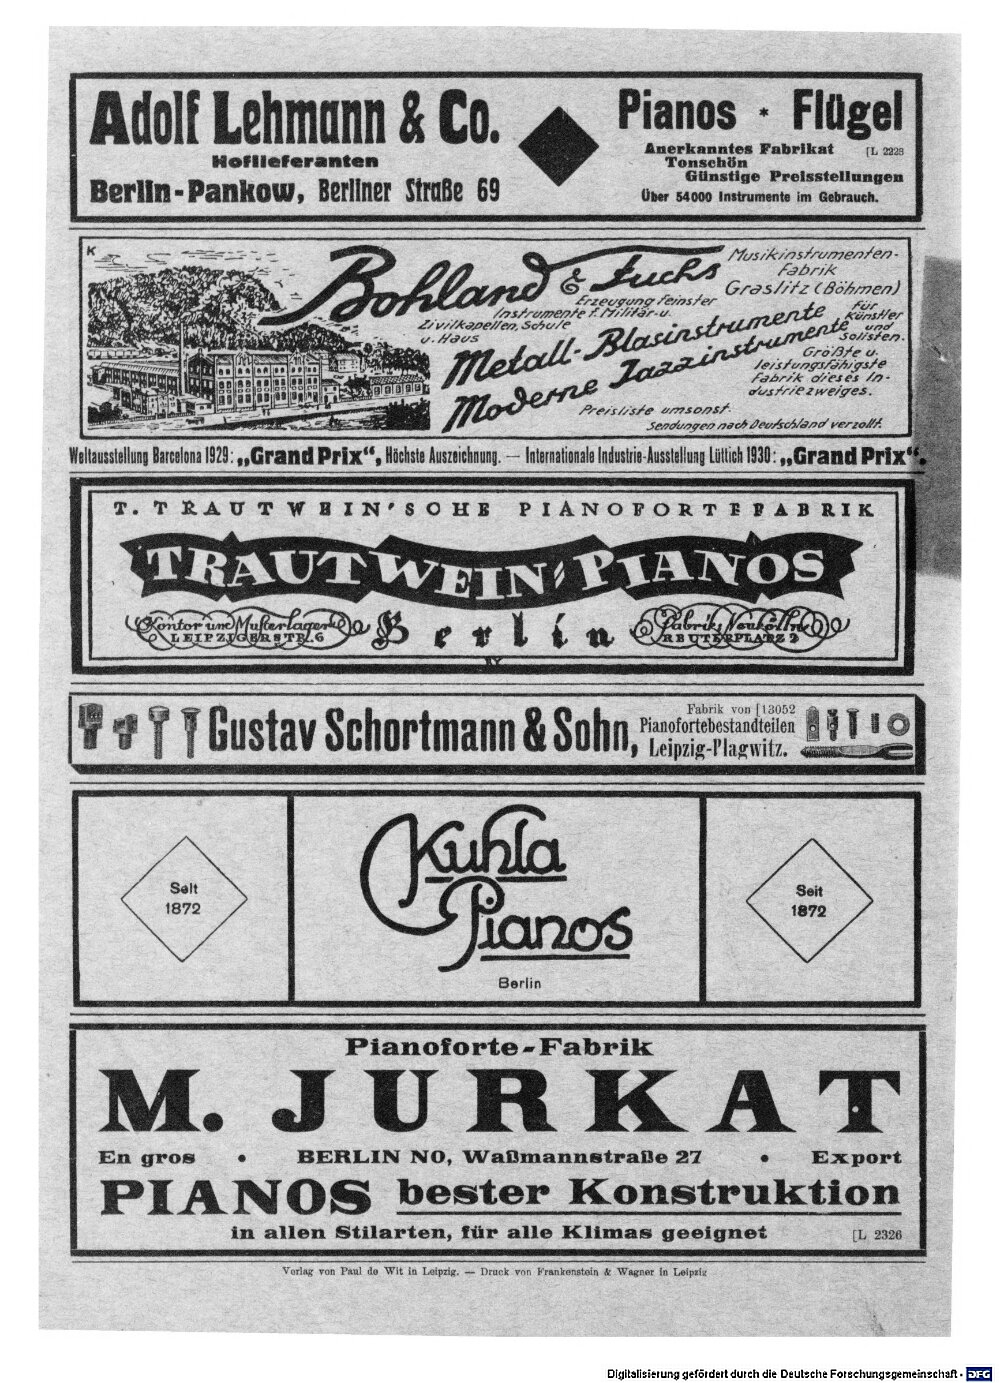 Adolf Lehmann & Co.
Hoflieferanten
Berlin-Pankow, Berliner Straße 69
Pianos * Flügel
Anerkanntes Fabrikat [L 2328
Tonschön
Günstige Preisstellungen
Über 54000 Instrumente im Gebrauch.
K
Bohland & Fuchs
Musikinstrumenten-
Fabrik
Graslitz (Böhmen)
Erzeugung feinster
Instrumente f. Militär- u.
Zivilkapellen, Schule
u. Haus
Metall-Blasinstrumente
Moderne Jazzinstrumente
für
Künstler
und
Solisten.
Größte u.
leistungsfähigste
Fabrik dieses In-
dustriezweiges.
Preisliste umsonst.
Sendungen nach Deutschland verzollt.
Weltausstellung Barcelona 1929: „Grand Prix“, Höchste Auszeichnung. — Internationale Industrie-Ausstellung Lüttich 1930: „Grand Prix“.
T. TRAUTWEIN'SCHE PIANOFORTEFABRIK
TRAUTWEIN-PIANOS
Kontor und Musterlager
LEIPZIGERSTR. 6
Berlin
Fabrik: Neukölln
REUTERPLATZ 2
Gustav Schortmann & Sohn,
Fabrik von [13052
Pianofortebestandteilen
Leipzig-Plagwitz.
Seit
1872
Kuhla
Pianos
Berlin
Seit
1872
Pianoforte-Fabrik
M. JURKAT
En gros • BERLIN NO, Waßmannstraße 27 • Export
PIANOS bester Konstruktion
in allen Stilarten, für alle Klimas geeignet [L 2326
Verlag von Paul de Wit in Leipzig. — Druck von Frankenstein & Wagner in Leipzig
Digitalisierung gefördert durch die Deutsche Forschungsgemeinschaft - DFG